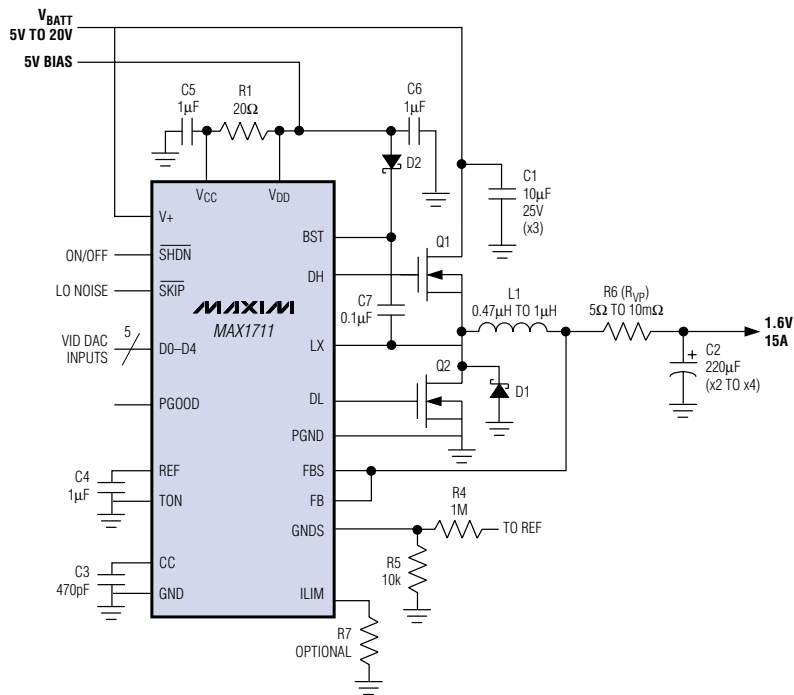 VBATT
5V TO 20V
5V BIAS
C5
1µF
R1
20Ω
C6
1µF
D2
C1
10µF
25V
(x3)
VCC
VDD
V+
BST
Q1
ON/OFF
SHDN
DH
LO NOISE
SKIP
MAXIM
MAX1711
C7
0.1µF
L1
0.47µH TO 1µH
R6 (RVP)
5Ω TO 10mΩ
1.6V
15A
VID DAC
INPUTS
5
D0–D4
LX
C2
220µF
(x2 TO x4)
+
Q2
D1
PGOOD
DL
PGND
C4
1µF
REF
FBS
TON
FB
R4
1M
GNDS
TO REF
C3
470pF
CC
R5
10k
GND
ILIM
R7
OPTIONAL